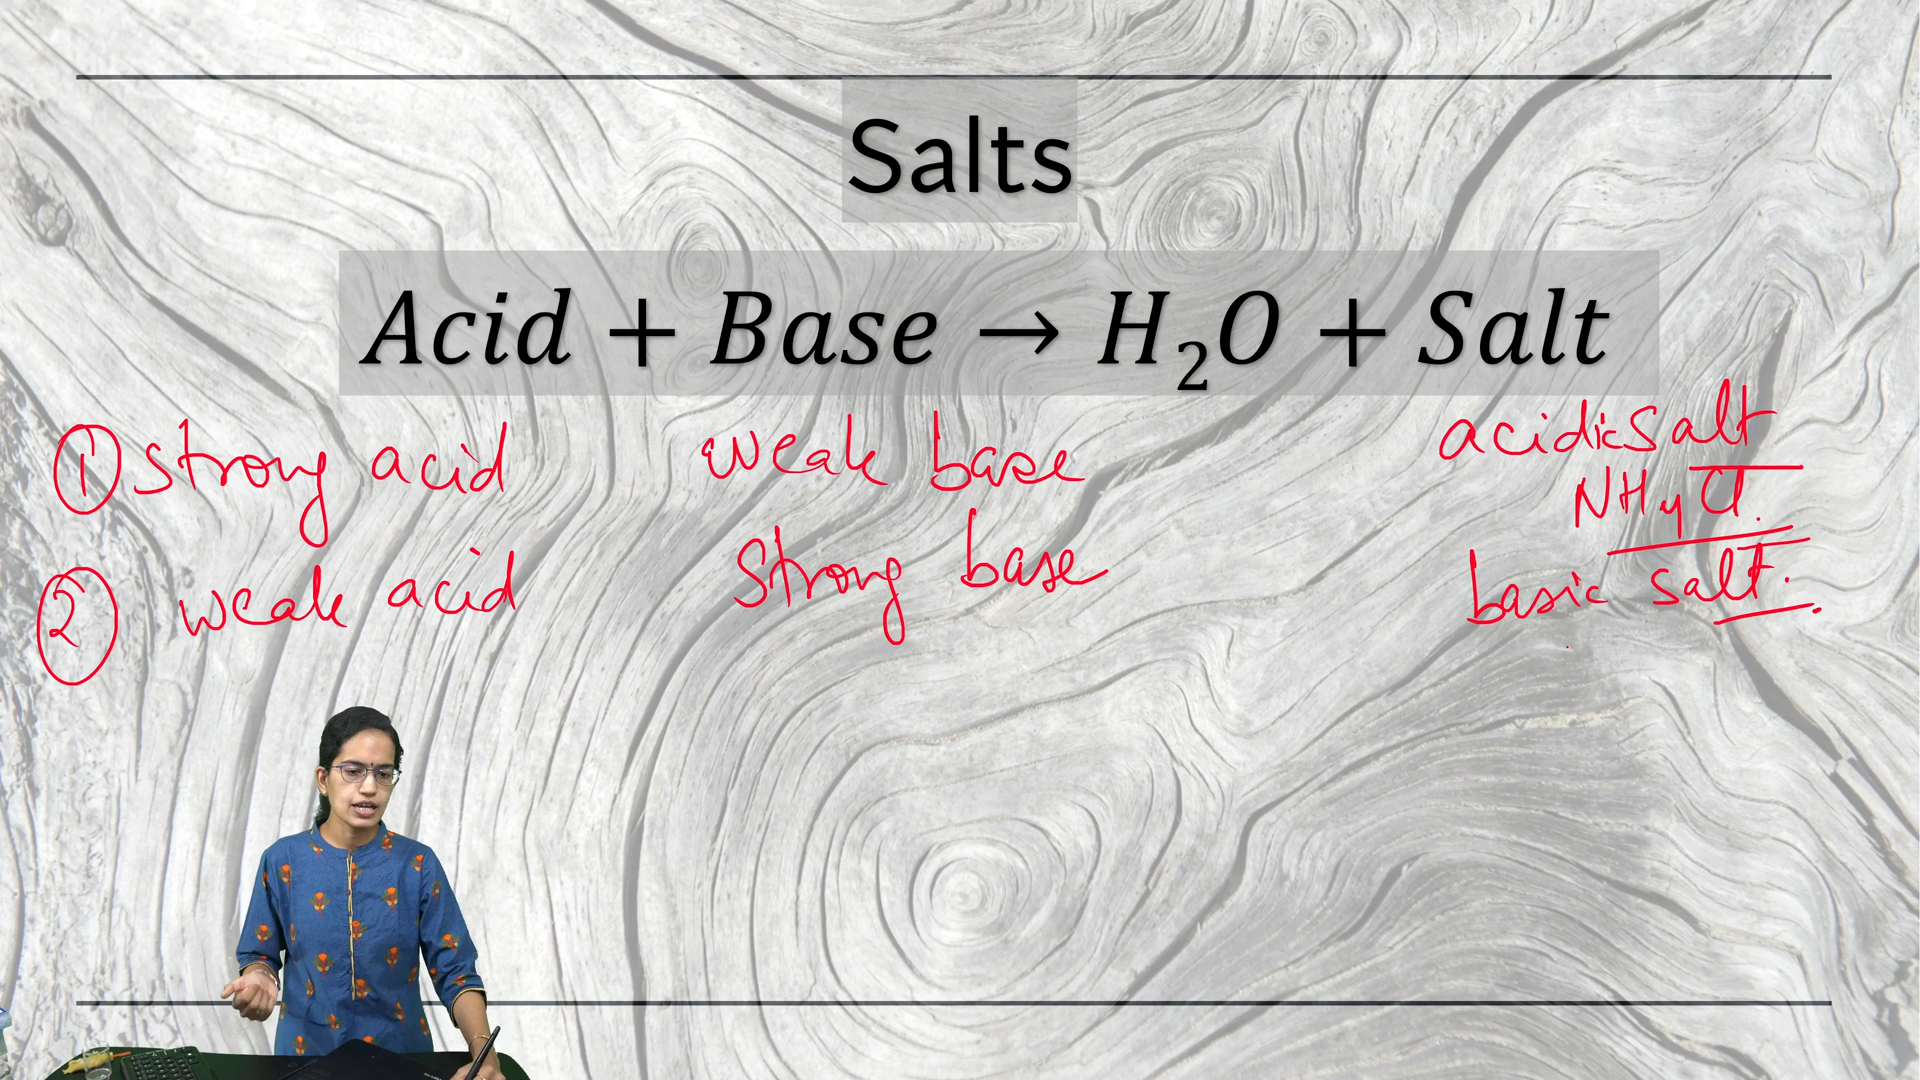 Salts
Acid + Base → H₂O + Salt
① strong acid weak base acidic salt
NH₄Cl.
② weak acid strong base basic salt.